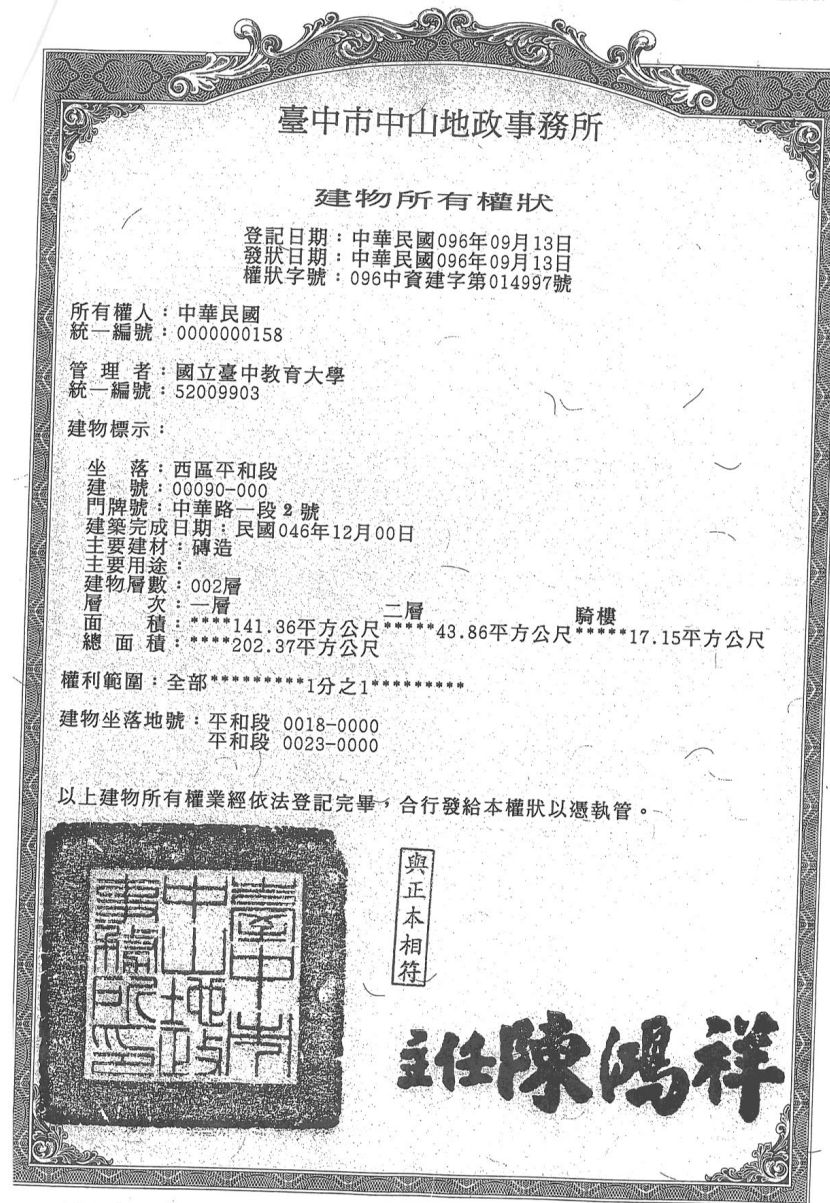 臺中市中山地政事務所
建物所有權狀
登記日期：中華民國096年09月13日
發狀日期：中華民國096年09月13日
權狀字號：096中資建字第014997號
所有權人：中華民國
統一編號：0000000158
管 理 者：國立臺中教育大學
統一編號：52009903
建物標示：
坐　落：西區平和段
建　號：00090-000
門牌號：中華路一段2號
建築完成日期：民國046年12月00日
主要建材：磚造
主要用途：
建物層數：002層
層　　次：一層　二層　騎樓
面　　積：****141.36平方公尺*****43.86平方公尺*****17.15平方公尺
總 面 積：****202.37平方公尺
權利範圍：全部*********1分之1*********
建物坐落地號：平和段 0018-0000
平和段 0023-0000
以上建物所有權業經依法登記完畢，合行發給本權狀以憑執管。
臺中市
中山地政
事務所印
與正本相符
主任陳鴻祥